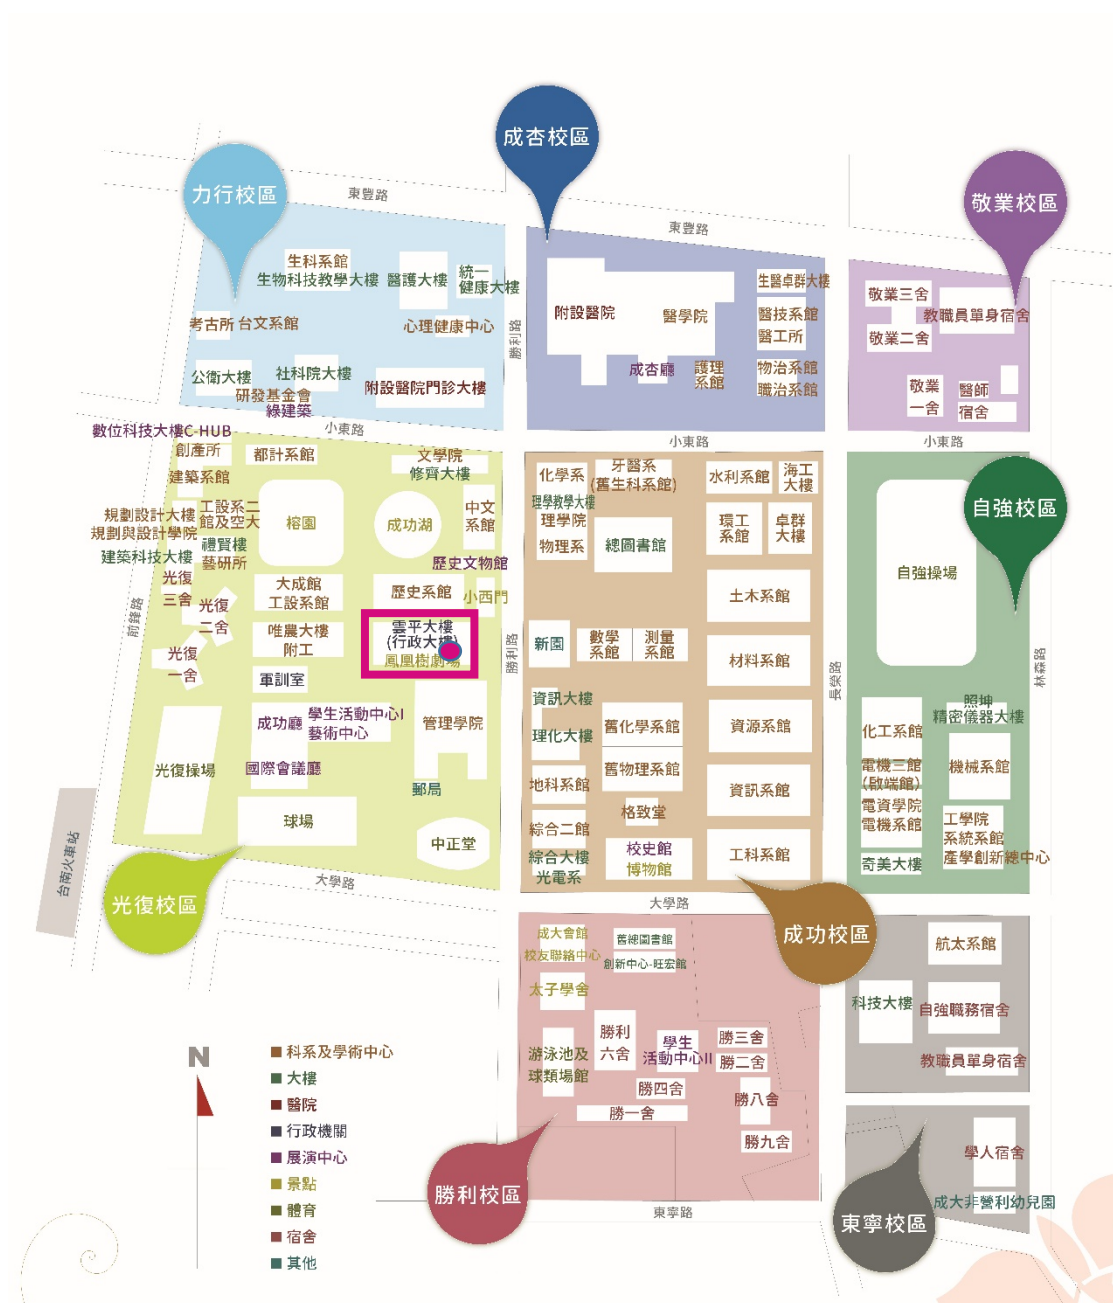 成杏校區
力行校區
敬業校區
東豐路
東豐路
生科系館
生物科技教學大樓
醫護大樓
統一
健康大樓
考古所
台文系館
心理健康中心
公衛大樓
社科院大樓
研發基金會
綠建築
附設醫院門診大樓
勝利路
附設醫院
醫學院
成杏廳
護理
系館
生醫卓群大樓
醫技系館
醫工所
物治系館
職治系館
敬業三舍
教職員單身宿舍
敬業二舍
敬業
一舍
醫師
宿舍
小東路
小東路
小東路
數位科技大樓C-HUB
創產所
都計系館
文學院
修齊大樓
建築系館
規劃設計大樓
規劃與設計學院
工設系二
館及空大
榕園
成功湖
中文
系館
建築科技大樓
禮賢樓
藝研所
歷史文物館
光復
三舍
大成館
工設系館
歷史系館
小西門
光復
二舍
唯農大樓
附工
雲平大樓
(行政大樓)
鳳凰樹劇場
光復
一舍
軍訓室
前鋒路
勝利路
成功廳
學生活動中心I
藝術中心
管理學院
光復操場
國際會議廳
郵局
球場
中正堂
台南火車站
光復校區
大學路
化學系
牙醫系
(舊生科系館)
水利系館
海工
大樓
理學教學大樓
理學院
物理系
總圖書館
環工
系館
卓群
大樓
土木系館
新園
數學
系館
測量
系館
材料系館
資訊大樓
理化大樓
舊化學系館
資源系館
地科系館
舊物理系館
資訊系館
格致堂
綜合二館
校史館
博物館
工科系館
綜合大樓
光電系
長榮路
大學路
成功校區
自強校區
自強操場
林森路
照坤
精密儀器大樓
化工系館
電機三館
(啟端館)
機械系館
電資學院
電機系館
工學院
系統系館
產學創新總中心
奇美大樓
成大會館
校友聯絡中心
舊總圖書館
創新中心-旺宏館
太子學舍
游泳池及
球類場館
勝利
六舍
學生
活動中心II
勝三舍
勝二舍
勝四舍
勝一舍
勝八舍
勝九舍
勝利校區
東寧路
航太系館
科技大樓
自強職務宿舍
教職員單身宿舍
學人宿舍
成大非營利幼兒園
東寧校區
N
科系及學術中心
大樓
醫院
行政機關
展演中心
景點
體育
宿舍
其他